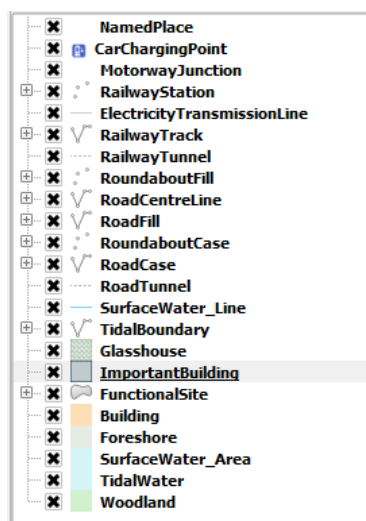 NamedPlace
CarChargingPoint
MotorwayJunction
RailwayStation
ElectricityTransmissionLine
RailwayTrack
RailwayTunnel
RoundaboutFill
RoadCentreLine
RoadFill
RoundaboutCase
RoadCase
RoadTunnel
SurfaceWater_Line
TidalBoundary
Glasshouse
ImportantBuilding
FunctionalSite
Building
Foreshore
SurfaceWater_Area
TidalWater
Woodland